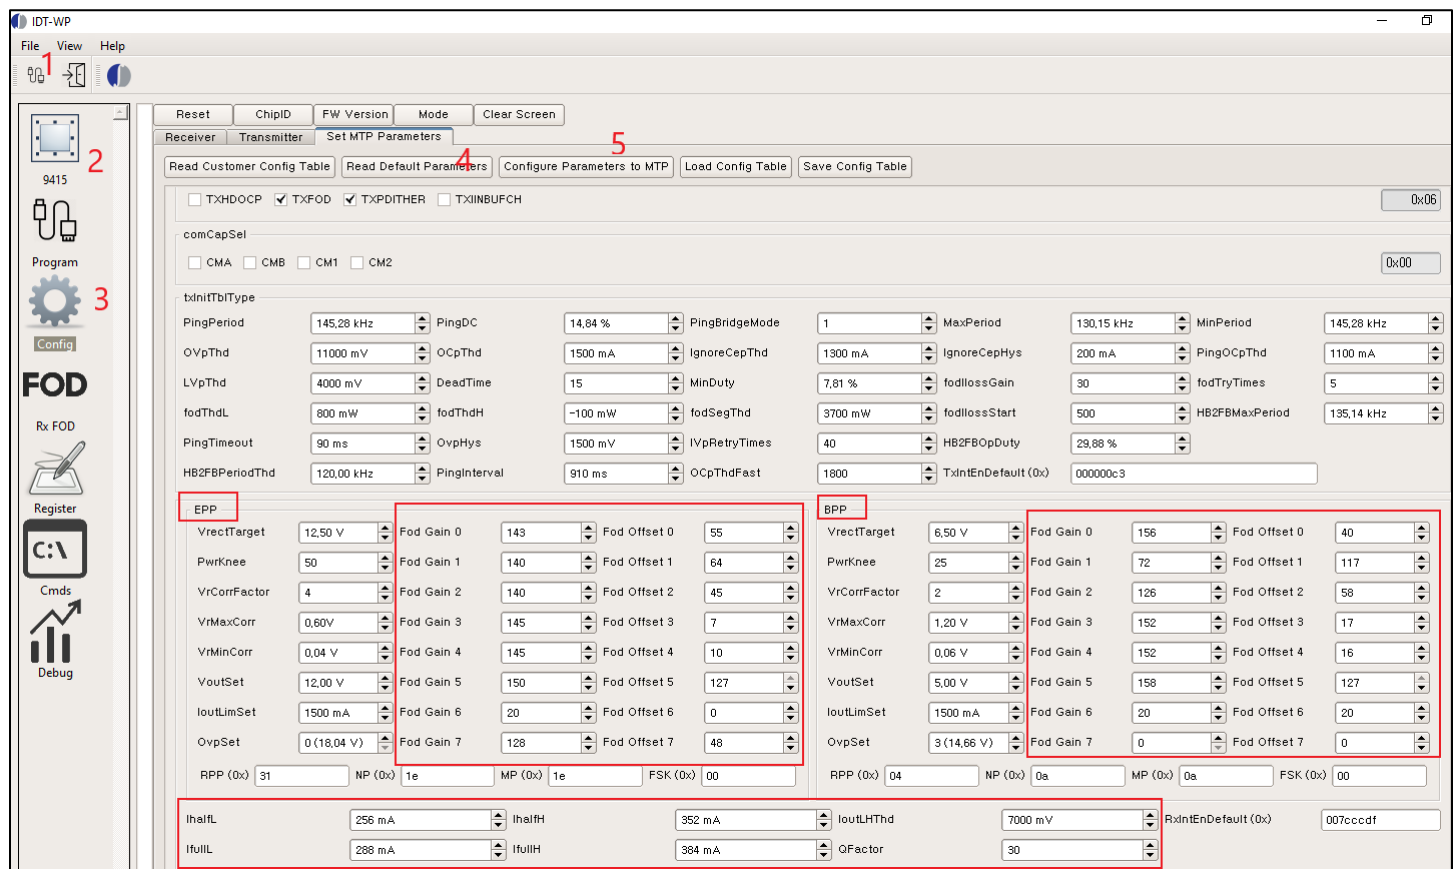 IDT-WP
File View Help
1
Reset ChipID FW Version Mode Clear Screen
Receiver Transmitter Set MTP Parameters
5
Read Customer Config Table Read Default Parameters Configure Parameters to MTP Load Config Table Save Config Table
4
2
9415
TXHDOCP TXFOD TXPDITHER TXIINBUFCH 0x06
comCapSel
CMA CMB CM1 CM2 0x00
Program
3
Config
txInitTblType
PingPeriod 145,28 kHz PingDC 14,84 % PingBridgeMode 1 MaxPeriod 130,15 kHz MinPeriod 145,28 kHz
OVpThd 11000 mV OCpThd 1500 mA IgnoreCepThd 1300 mA IgnoreCepHys 200 mA PingOCpThd 1100 mA
LVpThd 4000 mV DeadTime 15 MinDuty 7,81 % fodIlossGain 30 fodTryTimes 5
fodThdL 800 mW fodThdH -100 mW fodSegThd 3700 mW fodIlossStart 500 HB2FBMaxPeriod 135,14 kHz
PingTimeout 90 ms OvpHys 1500 mV IVpRetryTimes 40 HB2FBOpDuty 29,88 %
HB2FBPeriodThd 120,00 kHz PingInterval 910 ms OCpThdFast 1800 TxIntEnDefault (0x) 000000c3
FOD
Rx FOD
Register
C:\
Cmds
Debug
EPP
VrectTarget 12,50 V Fod Gain 0 143 Fod Offset 0 55
PwrKnee 50 Fod Gain 1 140 Fod Offset 1 64
VrCorrFactor 4 Fod Gain 2 140 Fod Offset 2 45
VrMaxCorr 0,60V Fod Gain 3 145 Fod Offset 3 7
VrMinCorr 0,04 V Fod Gain 4 145 Fod Offset 4 10
VoutSet 12,00 V Fod Gain 5 150 Fod Offset 5 127
IoutLimSet 1500 mA Fod Gain 6 20 Fod Offset 6 0
OvpSet 0 (18,04 V) Fod Gain 7 128 Fod Offset 7 48
RPP (0x) 31 NP (0x) 1e MP (0x) 1e FSK (0x) 00
BPP
VrectTarget 6,50 V Fod Gain 0 156 Fod Offset 0 40
PwrKnee 25 Fod Gain 1 72 Fod Offset 1 117
VrCorrFactor 2 Fod Gain 2 126 Fod Offset 2 58
VrMaxCorr 1,20 V Fod Gain 3 152 Fod Offset 3 17
VrMinCorr 0,06 V Fod Gain 4 152 Fod Offset 4 16
VoutSet 5,00 V Fod Gain 5 158 Fod Offset 5 127
IoutLimSet 1500 mA Fod Gain 6 20 Fod Offset 6 20
OvpSet 3 (14,66 V) Fod Gain 7 0 Fod Offset 7 0
RPP (0x) 04 NP (0x) 0a MP (0x) 0a FSK (0x) 00
IhalfL 256 mA IhalfH 352 mA IoutLHThd 7000 mV RxIntEnDefault (0x) 007cccdf
IfullL 288 mA IfullH 384 mA QFactor 30